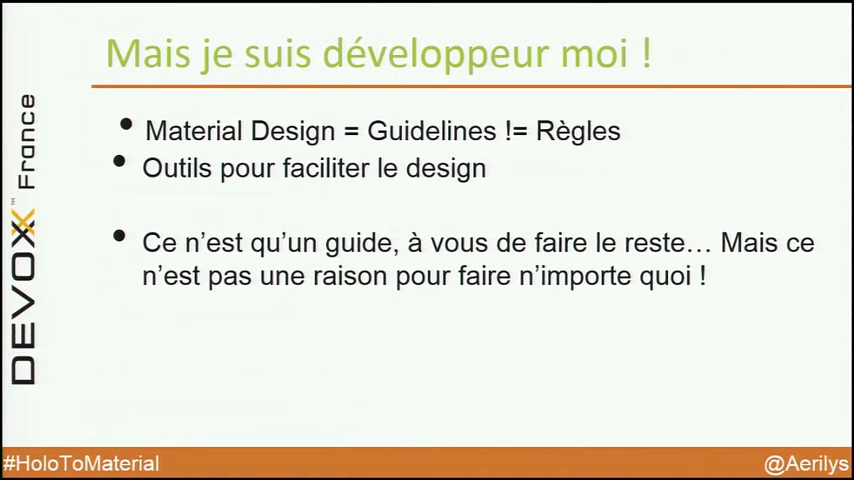 Mais je suis développeur moi !
• Material Design = Guidelines != Règles
• Outils pour faciliter le design
• Ce n’est qu’un guide, à vous de faire le reste… Mais ce
n’est pas une raison pour faire n’importe quoi !
DEVOXX™ France
#HoloToMaterial
@Aerilys